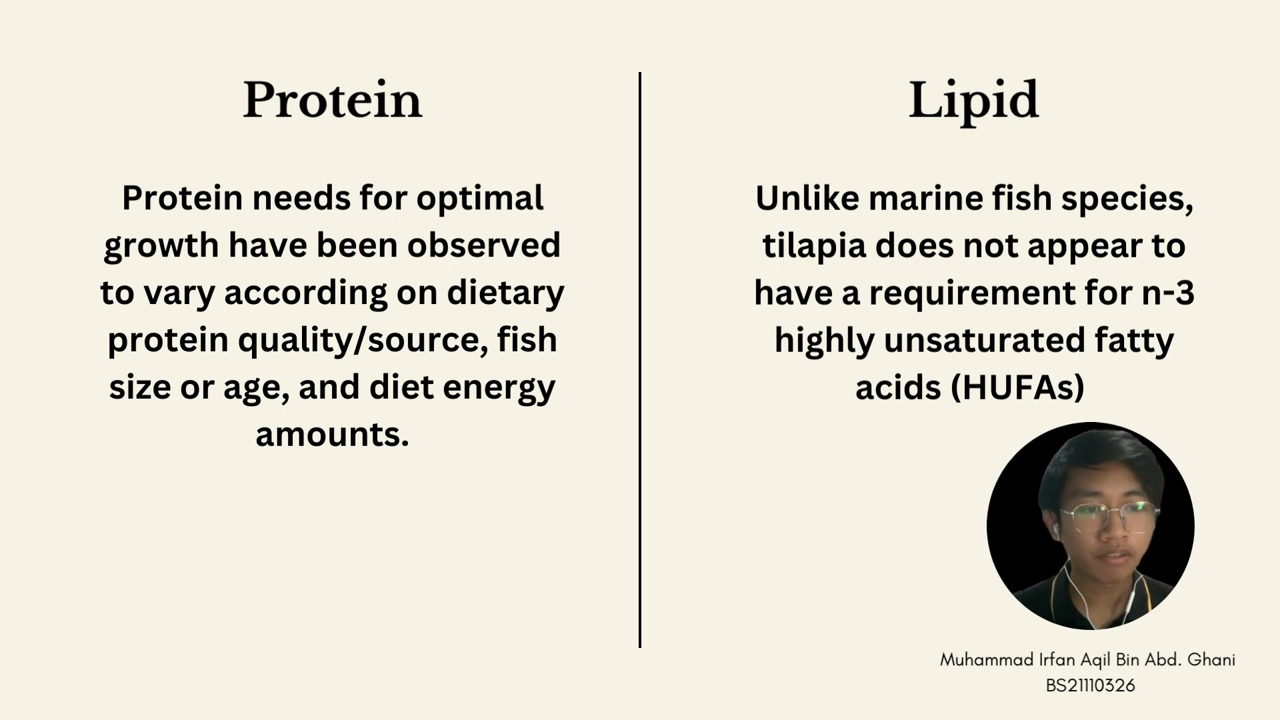 Protein
Protein needs for optimal
growth have been observed
to vary according on dietary
protein quality/source, fish
size or age, and diet energy
amounts.
Lipid
Unlike marine fish species,
tilapia does not appear to
have a requirement for n-3
highly unsaturated fatty
acids (HUFAs)
Muhammad Irfan Aqil Bin Abd. Ghani
BS21110326